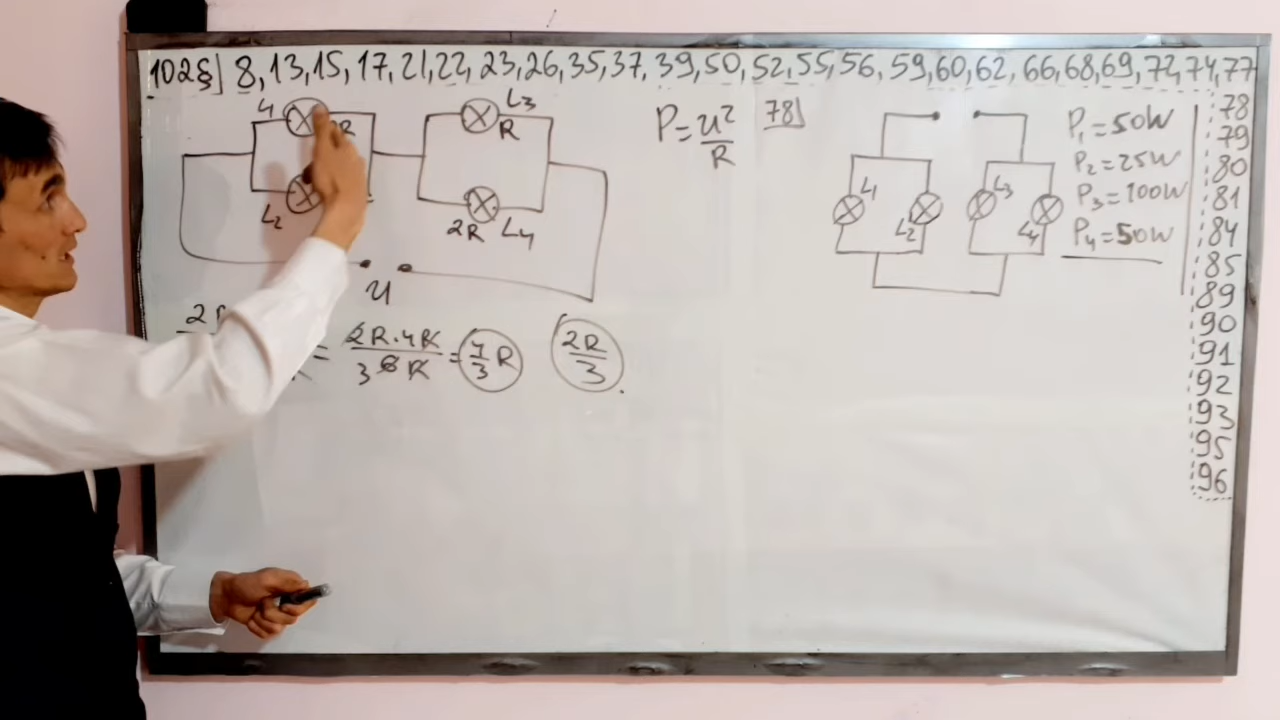 102§] 8, 13, 15, 17, 21, 22, 23, 26, 35, 37, 39, 50, 52, 55, 56, 59, 60, 62, 66, 68, 69, 72, 74, 77
78
79
80
81
84
85
89
90
91
92
93
95
96
R
L2
L3
R
2R L4
U
P=U²/R
78]
L1
L2
L3
L4
P1=50W
P2=25W
P3=100W
P4=50W
= 2R·4R/3 6R = 4/3 R
2R/3